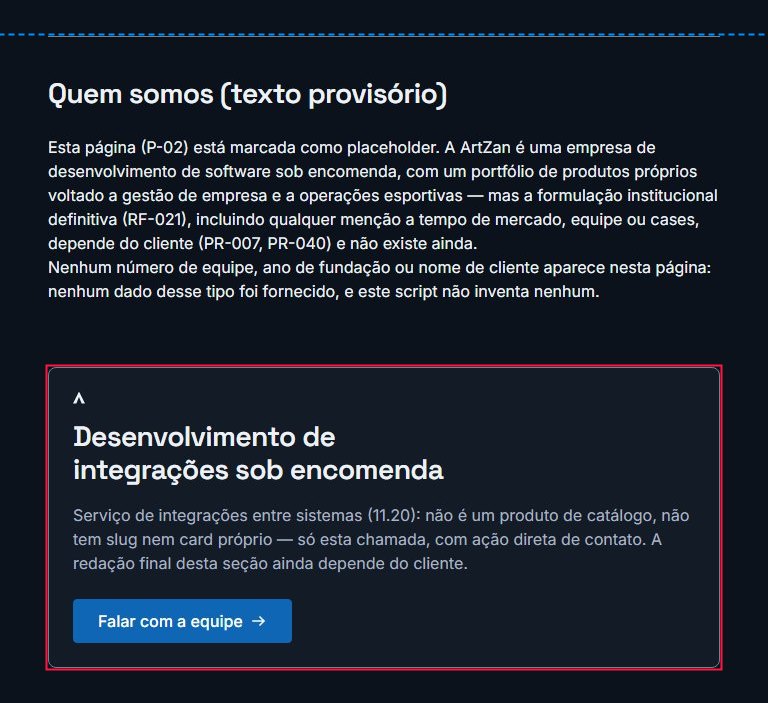 Quem somos (texto provisório)
Esta página (P-02) está marcada como placeholder. A ArtZan é uma empresa de
desenvolvimento de software sob encomenda, com um portfólio de produtos próprios
voltado a gestão de empresa e a operações esportivas — mas a formulação institucional
definitiva (RF-021), incluindo qualquer menção a tempo de mercado, equipe ou cases,
depende do cliente (PR-007, PR-040) e não existe ainda.
Nenhum número de equipe, ano de fundação ou nome de cliente aparece nesta página:
nenhum dado desse tipo foi fornecido, e este script não inventa nenhum.
Desenvolvimento de
integrações sob encomenda
Serviço de integrações entre sistemas (11.20): não é um produto de catálogo, não
tem slug nem card próprio — só esta chamada, com ação direta de contato. A
redação final desta seção ainda depende do cliente.
Falar com a equipe →